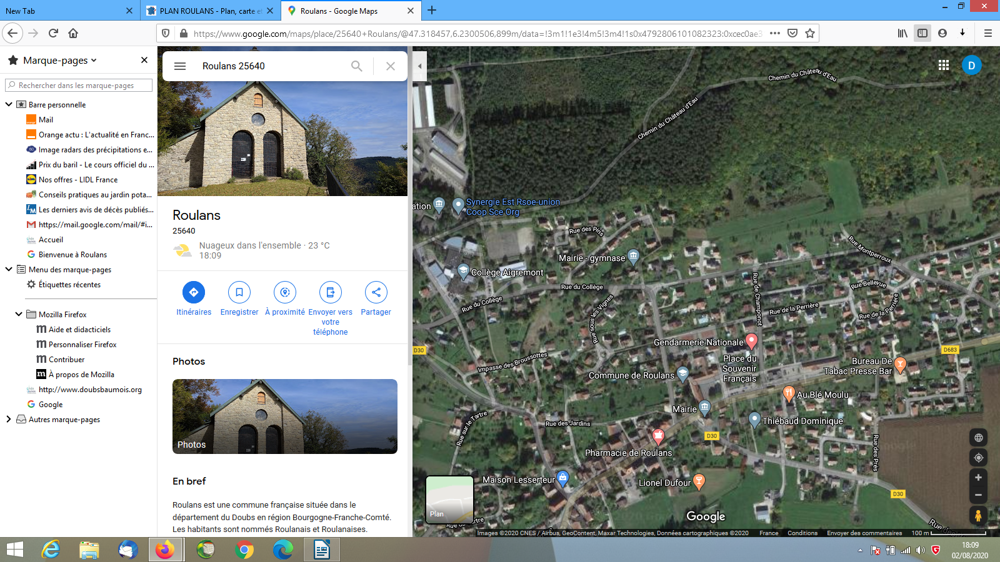 New Tab
PLAN ROULANS - Plan, carte et
Roulans - Google Maps
https://www.google.com/maps/place/25640+Roulans/@47.318457,6.2300506,899m/data=!3m1!1e3!4m5!3m4!1s0x4792806101082323:0xcec0ae3
Marque-pages
Rechercher dans les marque-pages
Barre personnelle
Mail
Orange actu : L'actualité en Franc...
Image radars des précipitations e...
Prix du baril - Le cours officiel du ...
Nos offres - LIDL France
Conseils pratiques au jardin pota...
Les derniers avis de décès publiés...
https://mail.google.com/mail/#i...
Accueil
Bienvenue à Roulans
Menu des marque-pages
Étiquettes récentes
Mozilla Firefox
Aide et didacticiels
Personnaliser Firefox
Contribuer
À propos de Mozilla
http://www.doubsbaumois.org
Google
Autres marque-pages
Roulans 25640
Roulans
25640
Nuageux dans l'ensemble · 23 °C
18:09
Itinéraires
Enregistrer
À proximité
Envoyer vers
votre
téléphone
Partager
Photos
Photos
En bref
Roulans est une commune française située dans le
département du Doubs en région Bourgogne-Franche-Comté.
Les habitants sont nommés Roulanais et Roulanaises.
D
Chemin du Château d'Eau
Chemin du Château d'Eau
ation
Synergie Est Rsoe-union
Coop Sce Org
Rue des Pins
Rue Montperroux
Mairie - gymnase
Collège Aigremont
Rue du Collège
Rue du Collège
Rue de Champonot
Rue Bellevue
Rue de la Perrière
Rue de la Perrière
Rue sous les Vignes
D30
Gendarmerie Nationale
D683
Impasse des Broussottes
Place du
Souvenir
Français
Bureau De
Tabac Presse Bar
Commune de Roulans
Au Blé Moulu
Mairie
Thiébaud Dominique
Rue sur le Tartre
Rue des Jardins
D30
Pharmacie de Roulans
Rue des Prés
Maison Lesserteur
Lionel Dufour
D30
Plan
Google
Images ©2020 CNES / Airbus, GeoContent, Maxar Technologies, Données cartographiques ©2020
France
Conditions
Envoyer des commentaires
100 m
18:09
02/08/2020